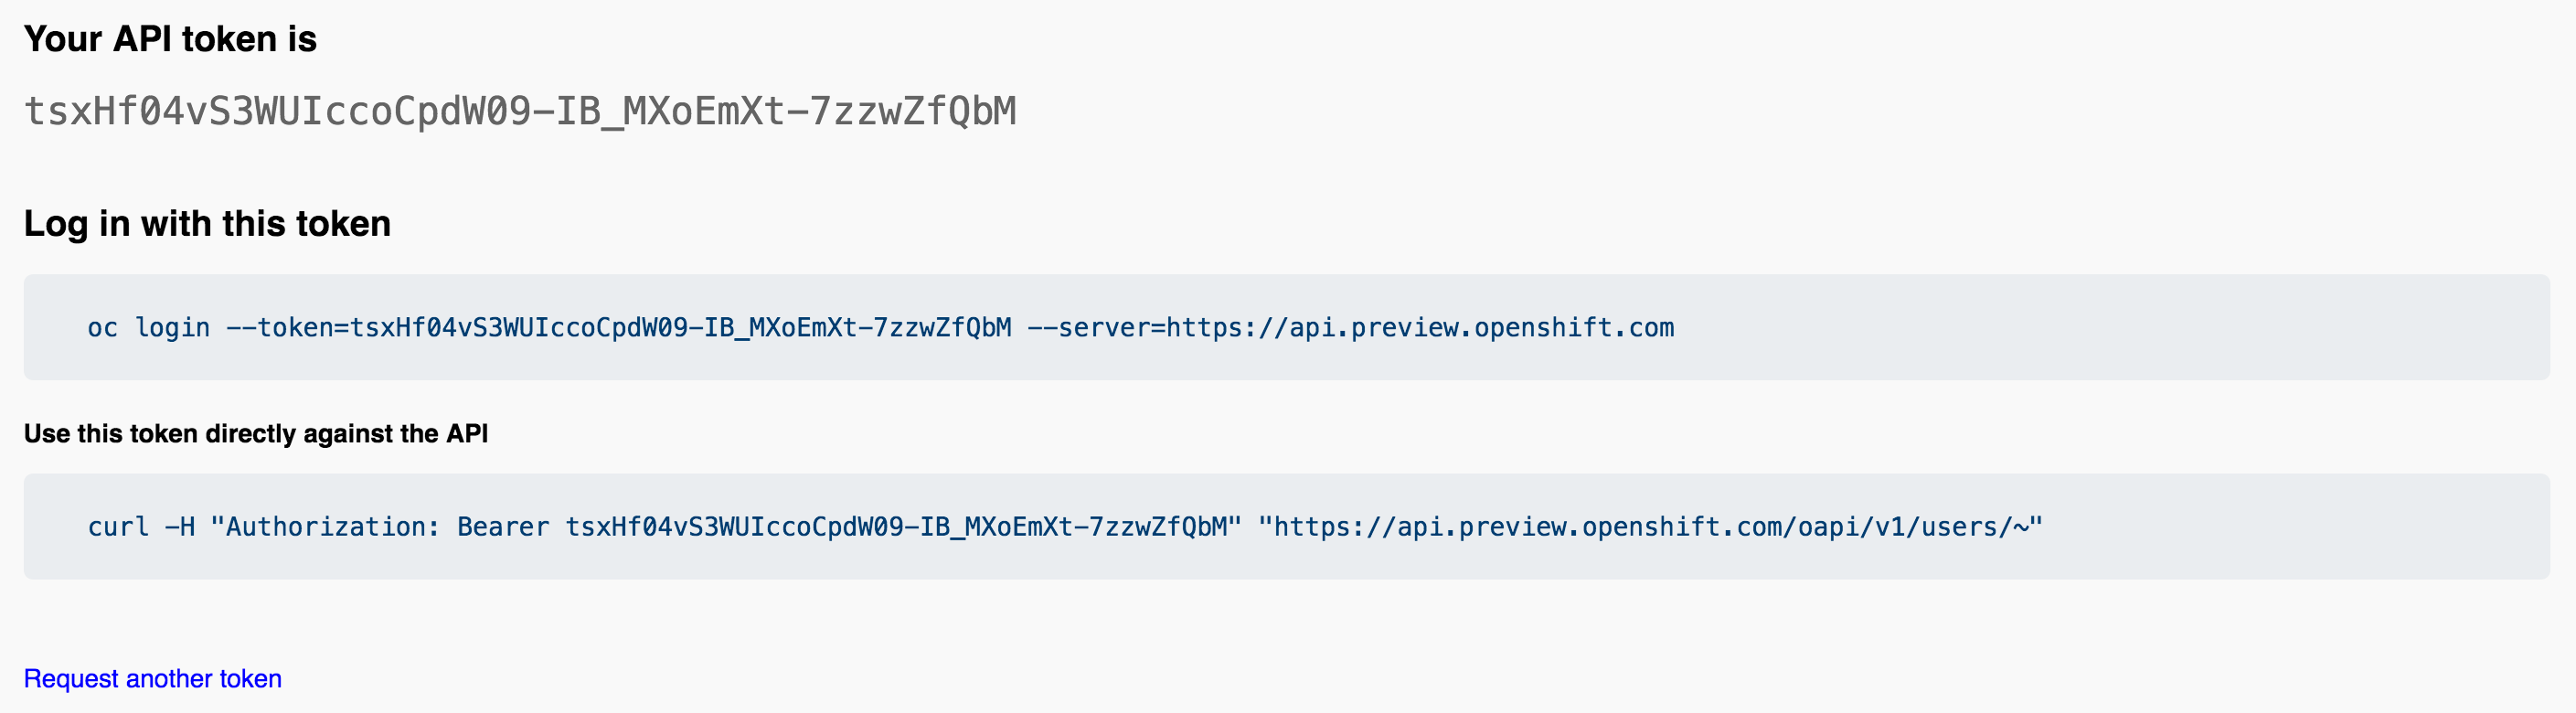 Your API token is
tsxHf04vS3WUIccoCpdW09-IB_MXoEmXt-7zzwZfQbM
Log in with this token
oc login --token=tsxHf04vS3WUIccoCpdW09-IB_MXoEmXt-7zzwZfQbM --server=https://api.preview.openshift.com
Use this token directly against the API
curl -H "Authorization: Bearer tsxHf04vS3WUIccoCpdW09-IB_MXoEmXt-7zzwZfQbM" "https://api.preview.openshift.com/oapi/v1/users/~"
Request another token